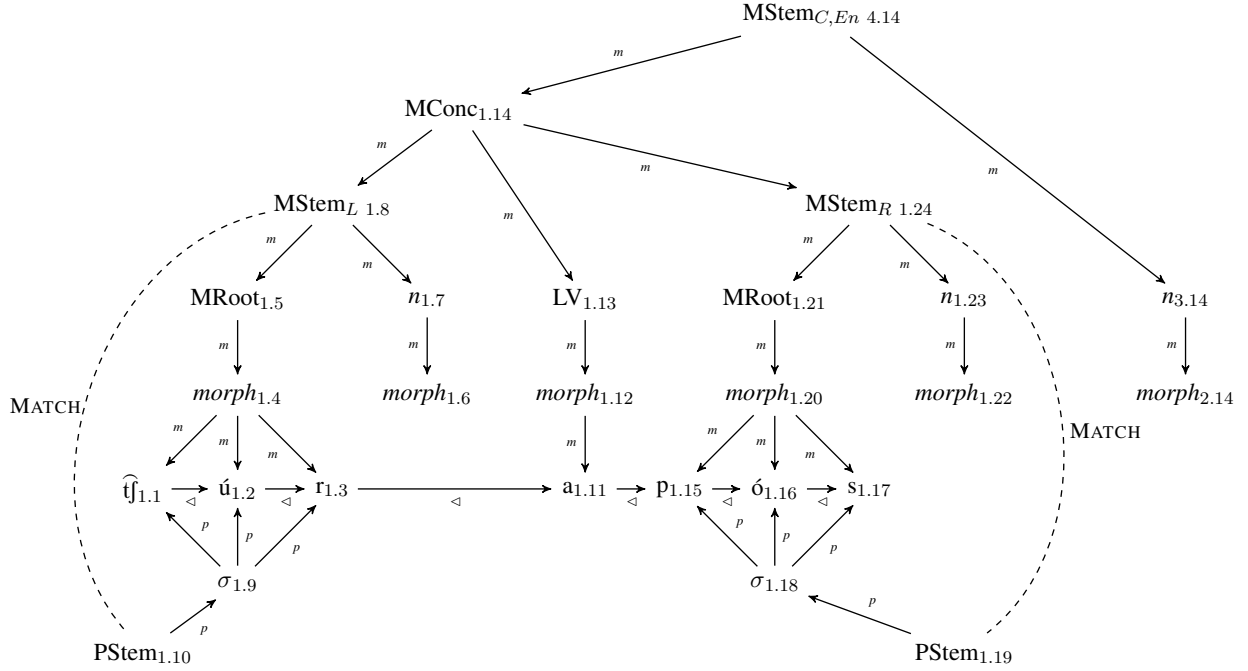 MStem_{C,En 4.14}
m
MConc_{1.14}
m m m m
MStem_{L 1.8} MStem_{R 1.24}
m m m m m
MRoot_{1.5} n_{1.7} LV_{1.13} MRoot_{1.21} n_{1.23} n_{3.14}
m m m m m m
morph_{1.4} morph_{1.6} morph_{1.12} morph_{1.20} morph_{1.22} morph_{2.14}
MATCH MATCH
m m m m m m m
t͡ʃ_{1.1} ◁ ú_{1.2} ◁ r_{1.3} ◁ a_{1.11} ◁ p_{1.15} ◁ ó_{1.16} ◁ s_{1.17}
p p p p p p
σ_{1.9} σ_{1.18}
p p
PStem_{1.10} PStem_{1.19}